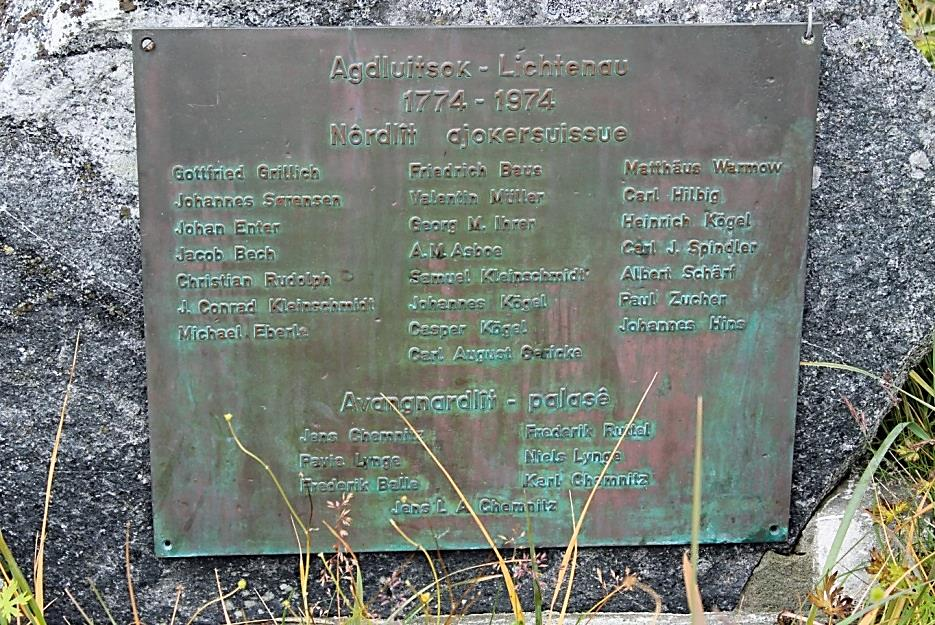 Agdluitsok - Lichtenau
1774 - 1974
Nôrdlît ajokersuissue
Gottfried Grillich
Johannes Sørensen
Johan Enter
Jacob Bech
Christian Rudolph
J. Conrad Kleinschmidt
Michael Eberle
Friedrich Baus
Valentin Müller
Georg M. Ihrer
A.M. Asboe
Samuel Kleinschmidt
Johannes Kögel
Casper Kögel
Carl August Gericke
Matthäus Warmow
Carl Hilbig
Heinrich Kögel
Carl J. Spindler
Albert Schärf
Paul Zucher
Johannes Hins
Avangnardlît - palasê
Jens Chemnitz
Pavia Lynge
Frederik Balle
Frederik Ruttel
Niels Lynge
Karl Chemnitz
Jens L A Chemnitz